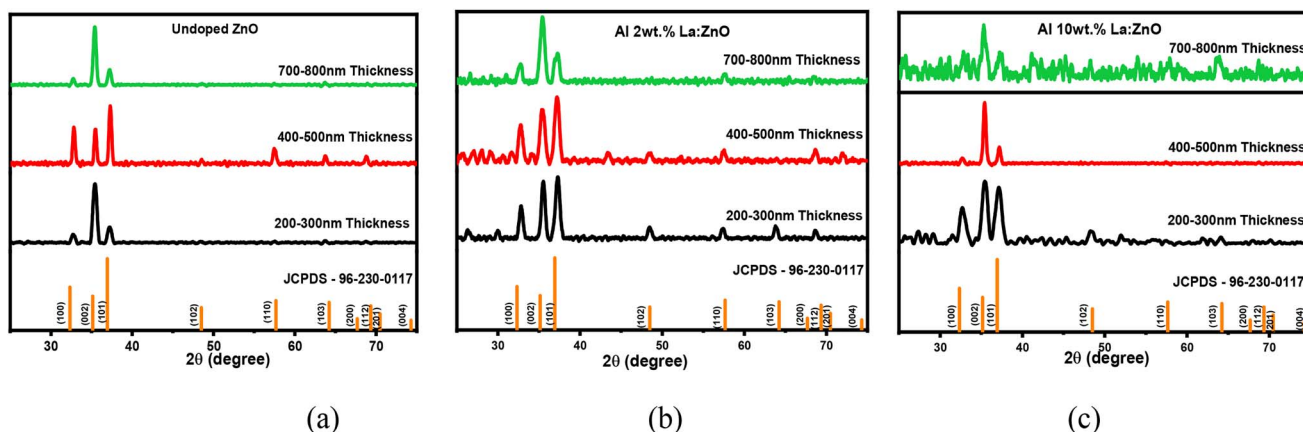 Undoped ZnO
700-800nm Thickness
400-500nm Thickness
200-300nm Thickness
JCPDS - 96-230-0117
(100)
(002)
(101)
(102)
(110)
(103)
(200)
(112)
(201)
(004)
30 40 50 60 70
2θ (degree)
(a)
Al 2wt.% La:ZnO
700-800nm Thickness
400-500nm Thickness
200-300nm Thickness
JCPDS - 96-230-0117
(100)
(002)
(101)
(102)
(110)
(103)
(200)
(112)
(201)
(004)
30 40 50 60 70
2θ (degree)
(b)
Al 10wt.% La:ZnO
700-800nm Thickness
400-500nm Thickness
200-300nm Thickness
JCPDS - 96-230-0117
(100)
(002)
(101)
(102)
(110)
(103)
(200)
(112)
(201)
(004)
30 40 50 60 70
2θ (degree)
(c)